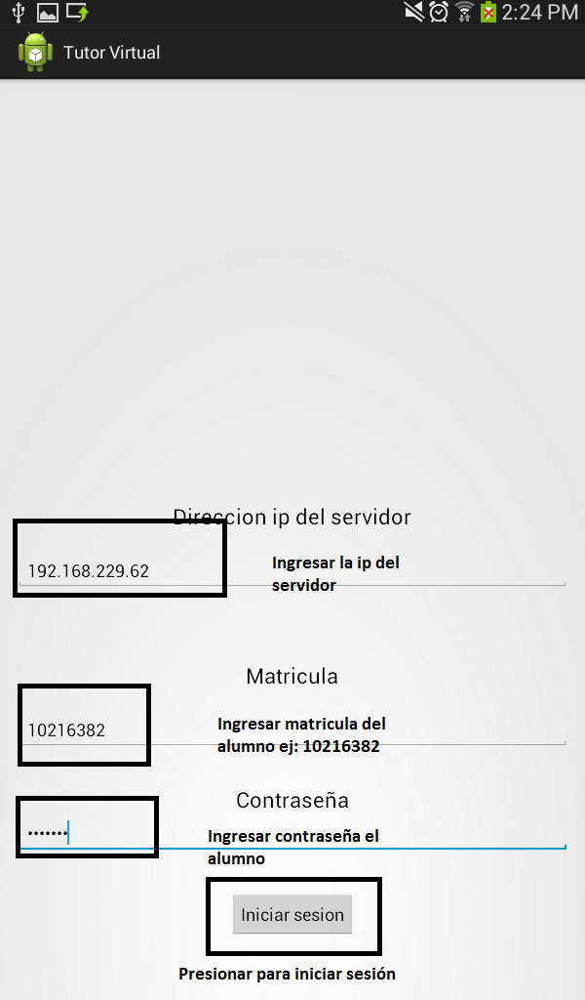 2:24 PM
Tutor Virtual
Direccion ip del servidor
192.168.229.62
Ingresar la ip del
servidor
Matricula
10216382
Ingresar matricula del
alumno ej: 10216382
Contraseña
•••••••
Ingresar contraseña el
alumno
Iniciar sesion
Presionar para iniciar sesión